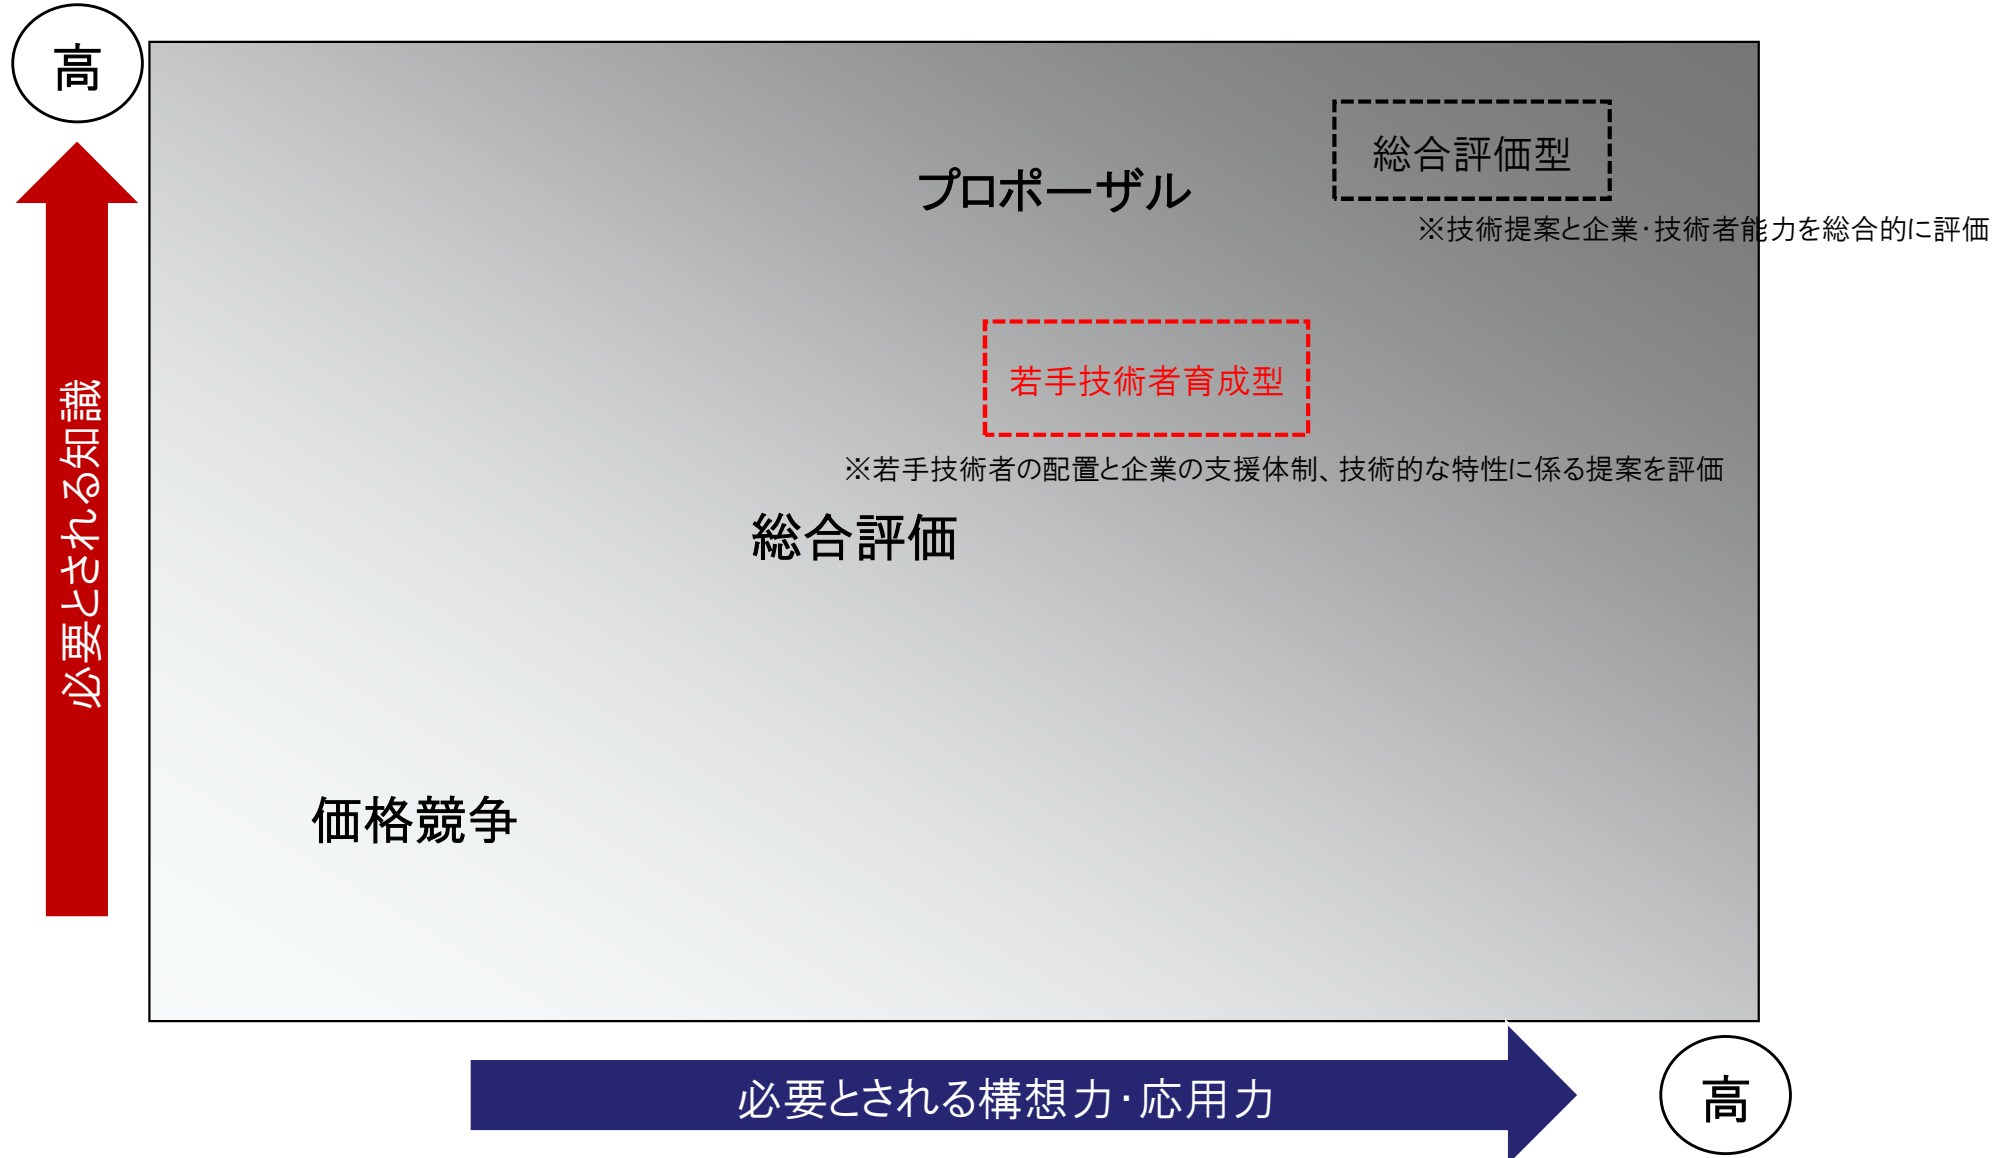 高
総合評価型
プロポーザル
※技術提案と企業・技術者能力を総合的に評価
若手技術者育成型
※若手技術者の配置と企業の支援体制、技術的な特性に係る提案を評価
総合評価
必要とされる知識
価格競争
必要とされる構想力・応用力
高